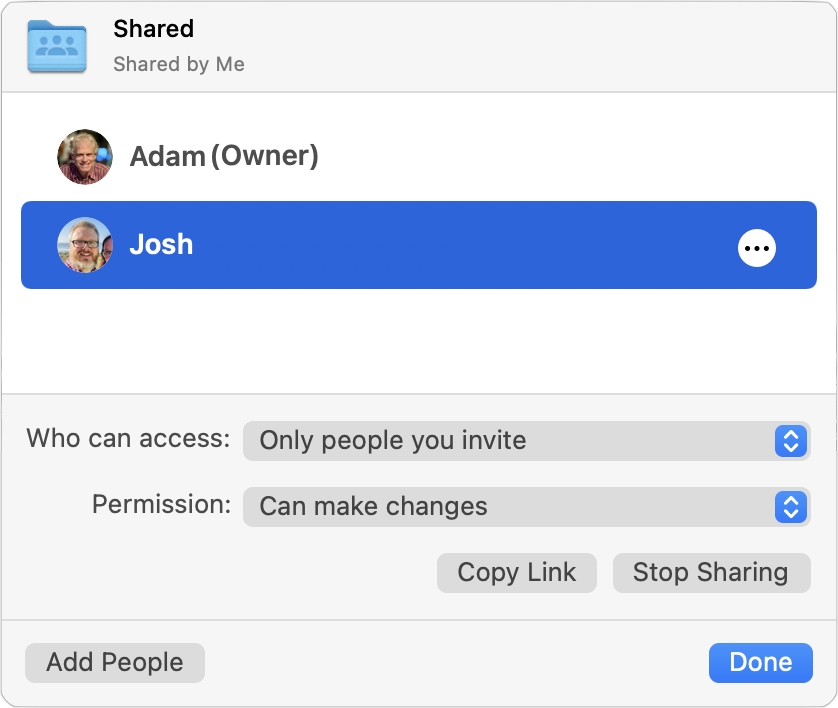 Shared
Shared by Me
Adam (Owner)
Josh
Who can access: Only people you invite
Permission: Can make changes
Copy Link Stop Sharing
Add People Done